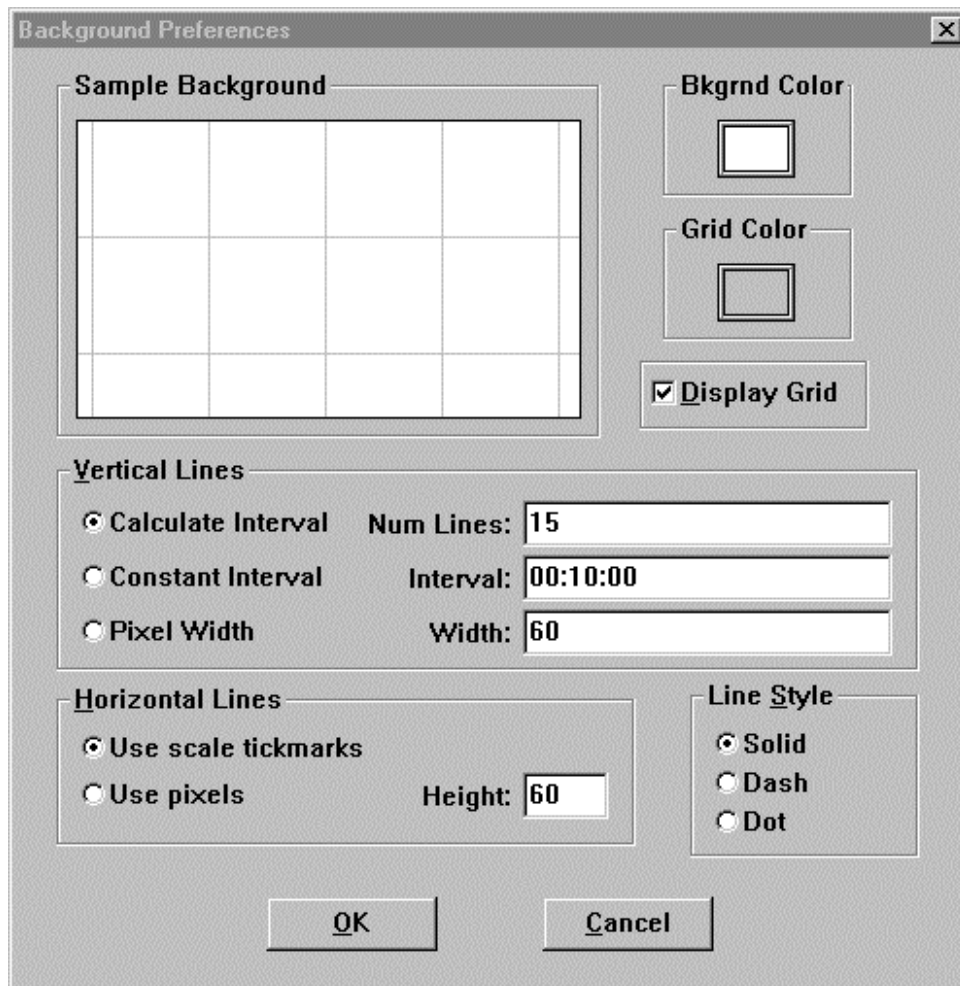 Background Preferences
Sample Background
Bkgrnd Color
Grid Color
Display Grid
Vertical Lines
Calculate Interval Num Lines: 15
Constant Interval Interval: 00:10:00
Pixel Width Width: 60
Horizontal Lines
Use scale tickmarks
Use pixels Height: 60
Line Style
Solid
Dash
Dot
OK Cancel